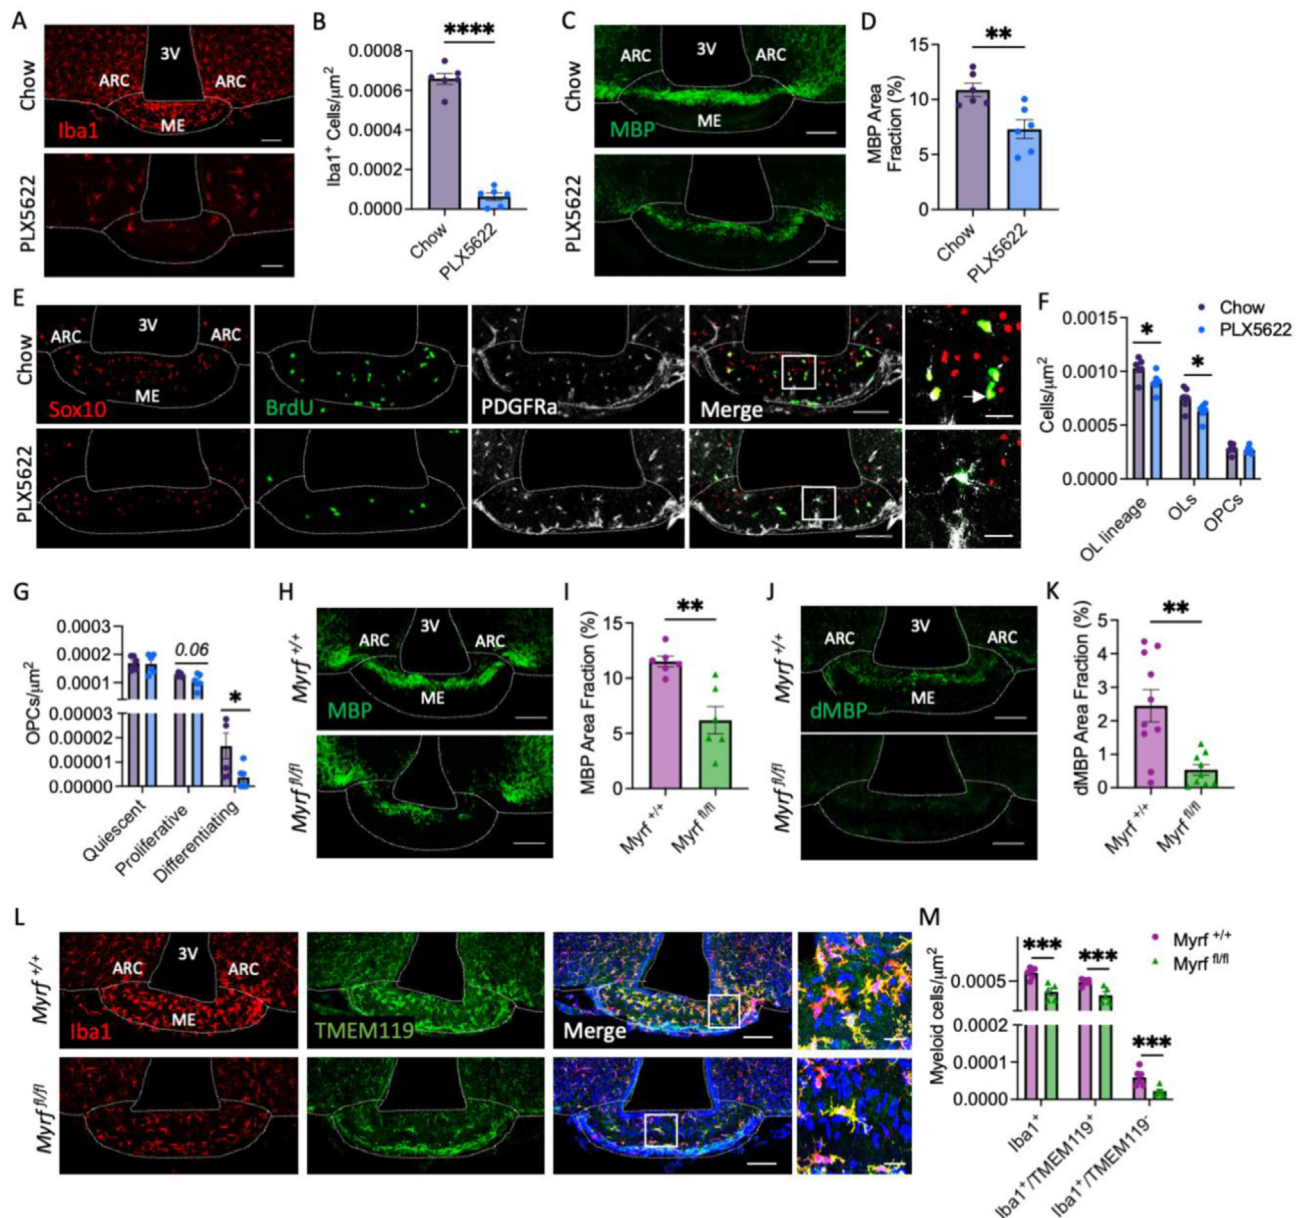 A
Chow
3V
ARC
ARC
ME
Iba1
PLX5622
B
****
Iba1+ Cells/μm2
0.0008
0.0006
0.0004
0.0002
0.0000
Chow
PLX5622
C
Chow
ARC
3V
ARC
ME
MBP
PLX5622
D
**
MBP Area
Fraction (%)
15
10
5
0
Chow
PLX5622
E
Chow
ARC
3V
ARC
ME
Sox10
BrdU
PDGFRa
Merge
PLX5622
F
Chow
PLX5622
Cells/μm2
0.0015
0.0010
0.0005
0.0000
*
*
OL lineage
OLs
OPCs
G
OPCs/μm2
0.0003
0.0002
0.0001
0.00003
0.00002
0.00001
0.00000
0.06
*
Quiescent
Proliferative
Differentiating
H
Myrf +/+
3V
ARC
ARC
ME
MBP
Myrf fl/fl
I
**
MBP Area Fraction (%)
15
10
5
0
Myrf +/+
Myrf fl/fl
J
Myrf +/+
3V
ARC
ARC
ME
dMBP
Myrf fl/fl
K
**
dMBP Area Fraction (%)
5
4
3
2
1
0
Myrf +/+
Myrf fl/fl
L
Myrf +/+
3V
ARC
ARC
ME
Iba1
TMEM119
Merge
Myrf fl/fl
M
Myrf +/+
Myrf fl/fl
Myeloid cells/μm2
0.0005
0.0002
0.0001
0.0000
***
***
***
Iba1+
Iba1+/TMEM119+
Iba1+/TMEM119-